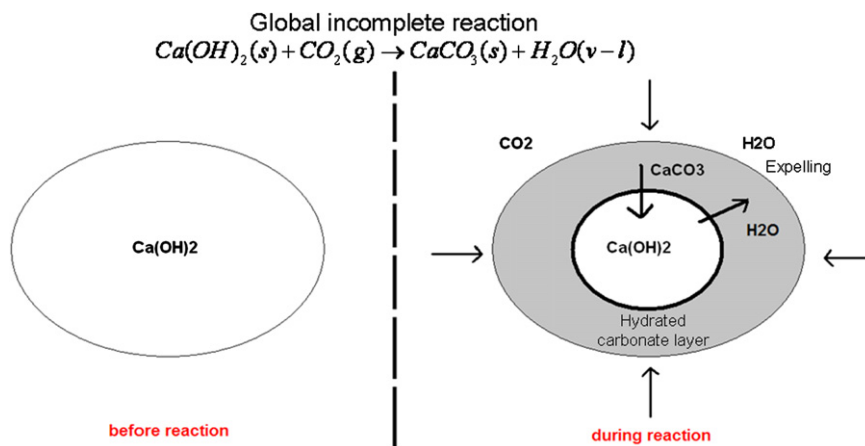 Global incomplete reaction
Ca(OH)₂(s)+CO₂(g)→CaCO₃(s)+H₂O(v−l)
Ca(OH)2
before reaction
CO2
H2O
Expelling
CaCO3
H2O
Ca(OH)2
Hydrated
carbonate layer
during reaction